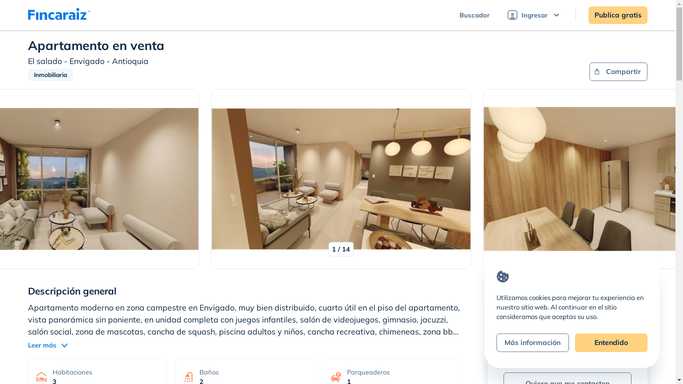 Fincaraiz
Buscador
Ingresar
Publica gratis
Apartamento en venta
El salado - Envigado - Antioquia
Inmobiliaria
Compartir
1 / 14
Descripción general
Apartamento moderno en zona campestre en Envigado, muy bien distribuido, cuarto útil en el piso del apartamento,
vista panorámica sin poniente, en unidad completa con juegos infantiles, salón de videojuegos, gimnasio, jacuzzi,
salón social, zona de mascotas, cancha de squash, piscina adultos y niños, cancha recreativa, chimeneas, zona bb...
Leer más
Habitaciones
3
Baños
2
Parqueaderos
1
Utilizamos cookies para mejorar tu experiencia en
nuestro sitio web. Al continuar en el sitio
consideramos que aceptas su uso.
Más información
Entendido
Quiero que me contacten